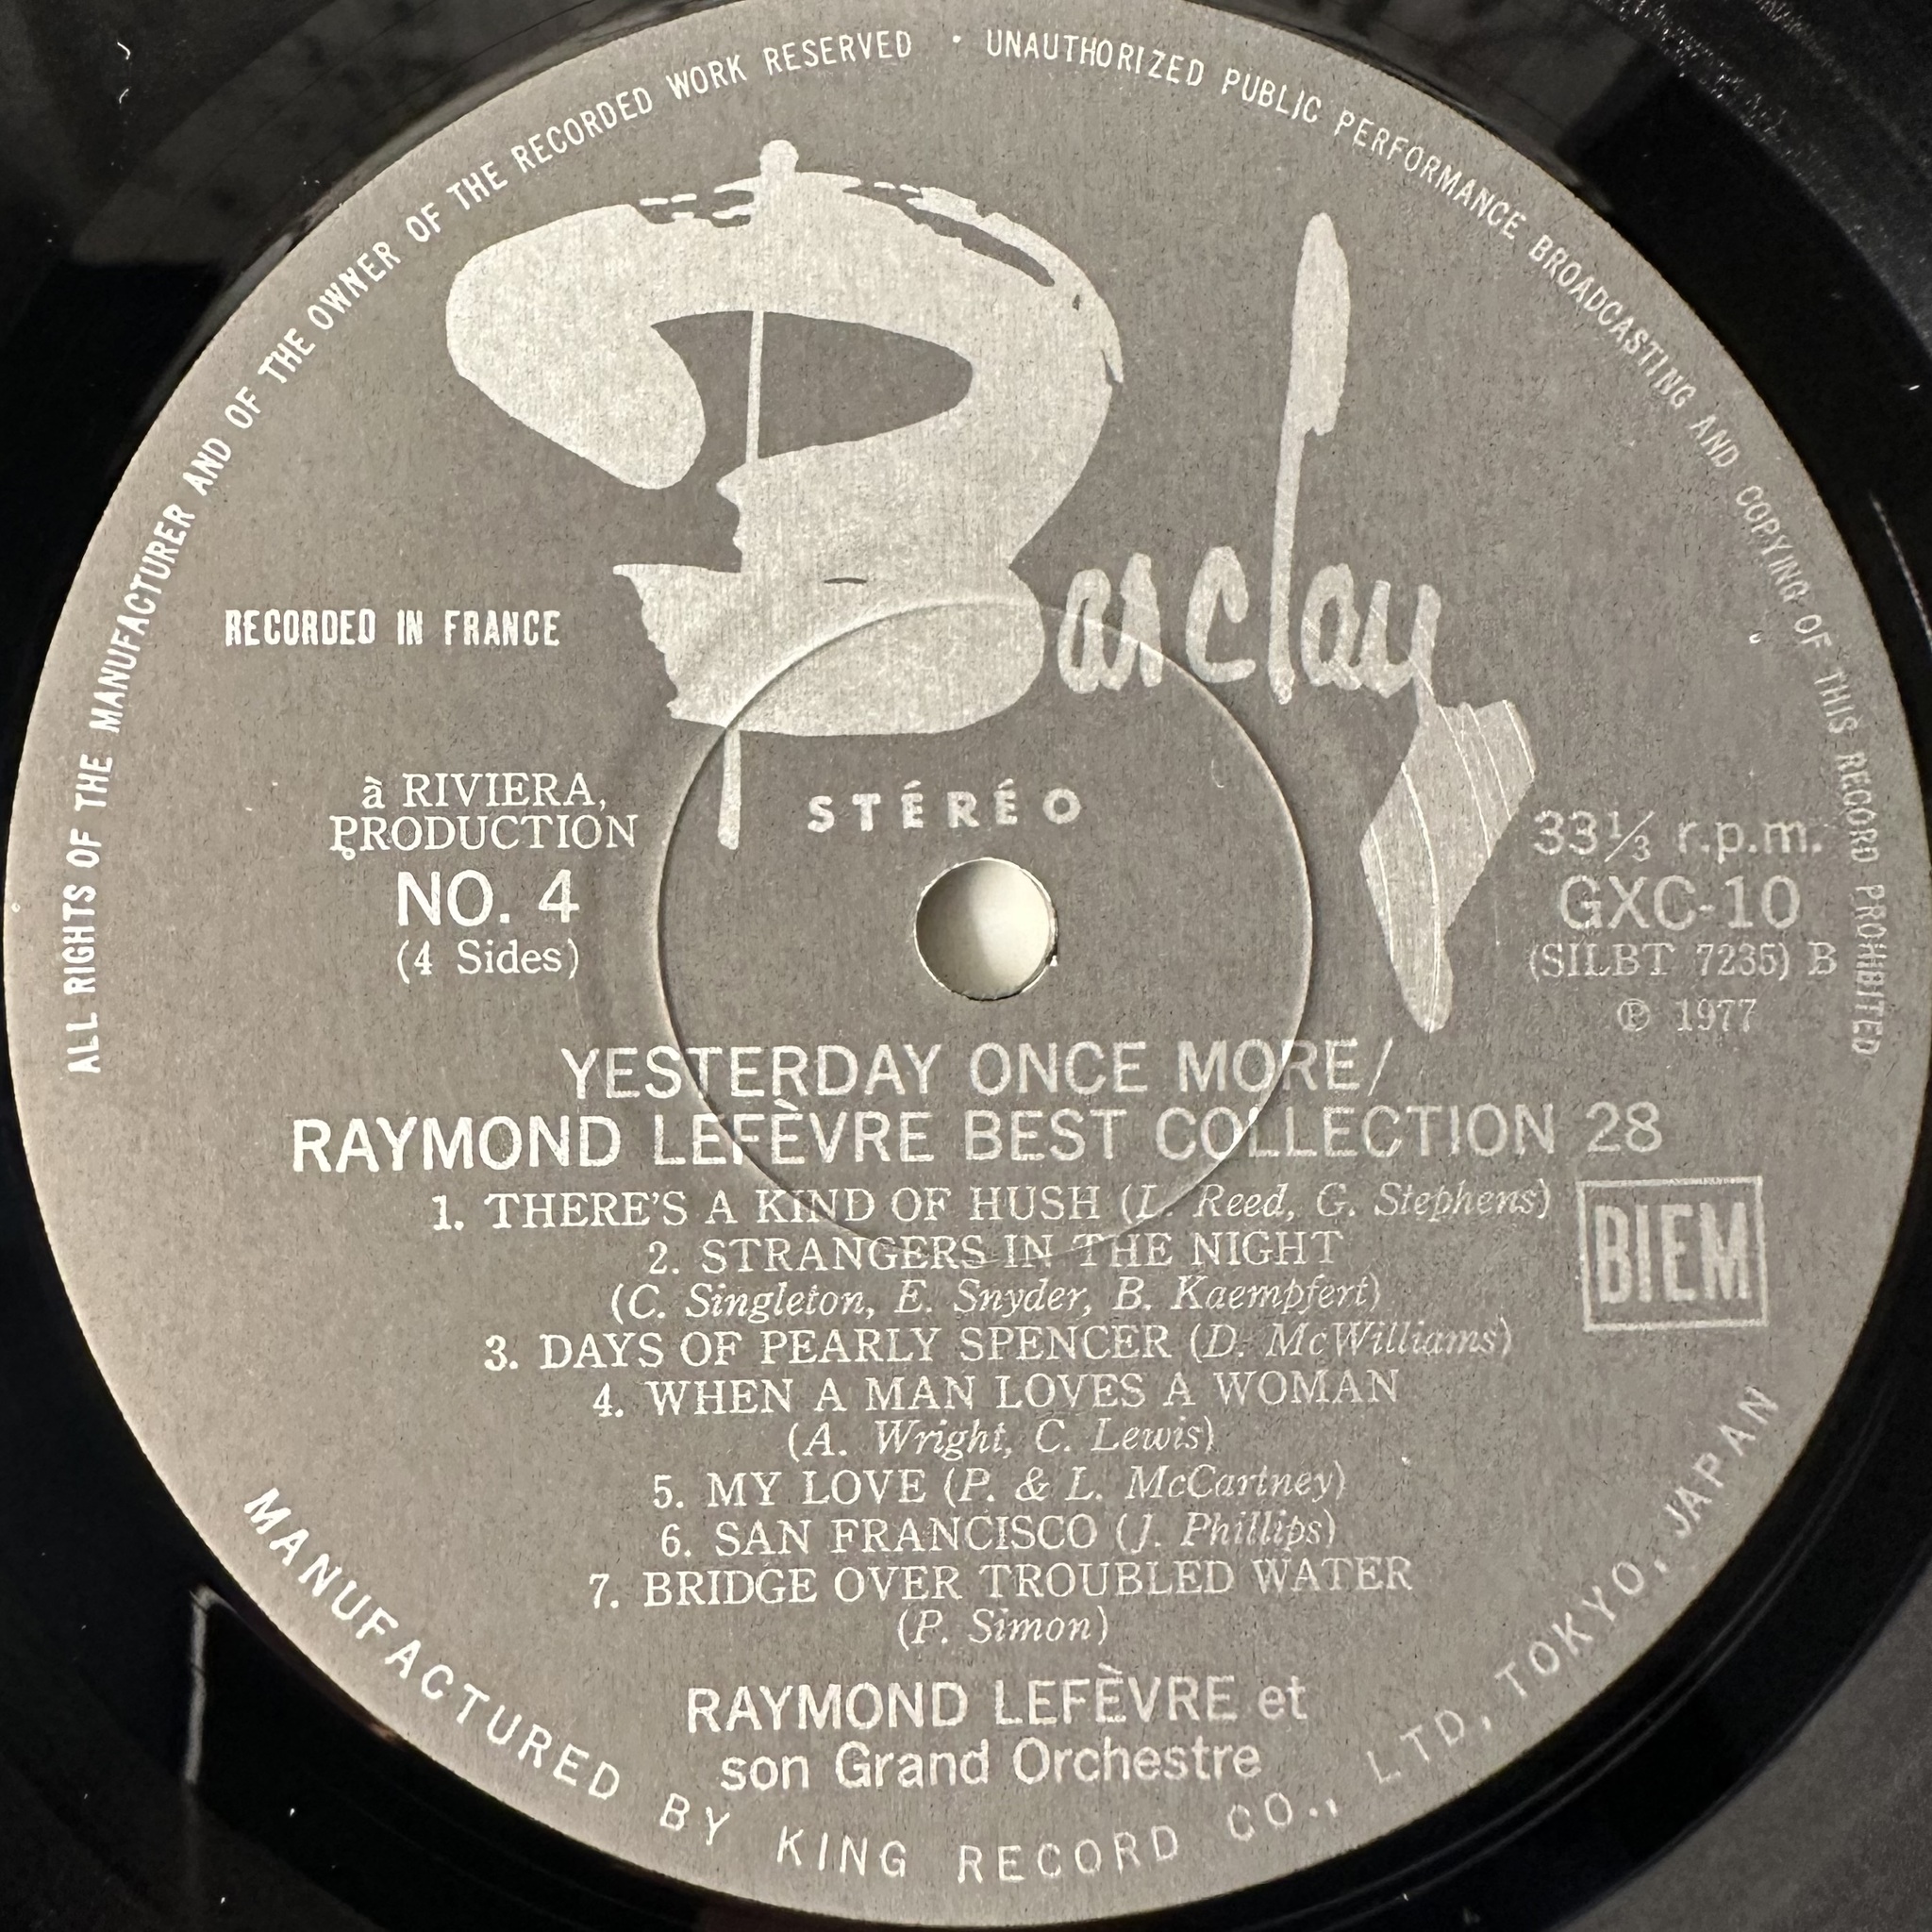 ALL RIGHTS OF THE MANUFACTURER AND OF THE OWNER OF THE RECORDED WORK RESERVED • UNAUTHORIZED PUBLIC PERFORMANCE BROADCASTING AND COPYING OF THIS RECORD PROHIBITED
Barclay
RECORDED IN FRANCE
STÉRÉO
à RIVIERA,
PRODUCTION
NO. 4
(4 Sides)
33⅓ r.p.m.
GXC-10
(SILBT 7235) B
℗ 1977
YESTERDAY ONCE MORE/
RAYMOND LEFÈVRE BEST COLLECTION 28
1. THERE'S A KIND OF HUSH (L. Reed, G. Stephens)
2. STRANGERS IN THE NIGHT
(C. Singleton, E. Snyder, B. Kaempfert)
3. DAYS OF PEARLY SPENCER (D. McWilliams)
4. WHEN A MAN LOVES A WOMAN
(A. Wright, C. Lewis)
5. MY LOVE (P. & L. McCartney)
6. SAN FRANCISCO (J. Phillips)
7. BRIDGE OVER TROUBLED WATER
(P. Simon)
BIEM
RAYMOND LEFÈVRE et
son Grand Orchestre
MANUFACTURED BY KING RECORD CO., LTD, TOKYO, JAPAN